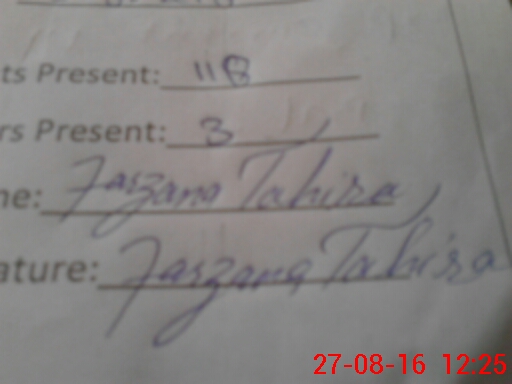 ts Present: 118
rs Present: 3
ne: Farzana Tahira
ature: Farzana Tahira
27-08-16 12:25